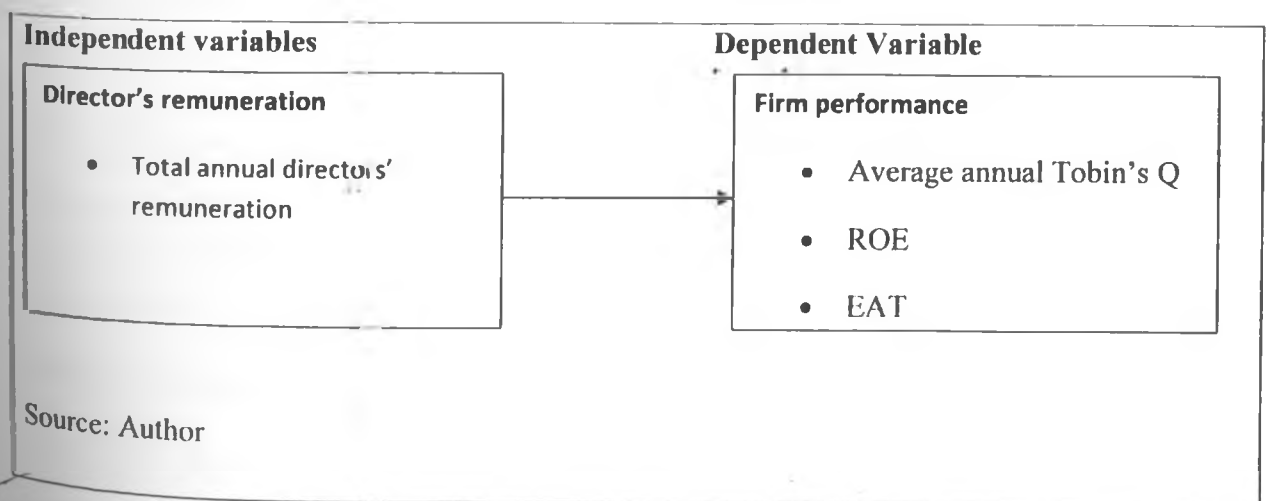 Independent variables
Dependent Variable
Director's remuneration
• Total annual directors'
remuneration
Firm performance
• Average annual Tobin's Q
• ROE
• EAT
Source: Author